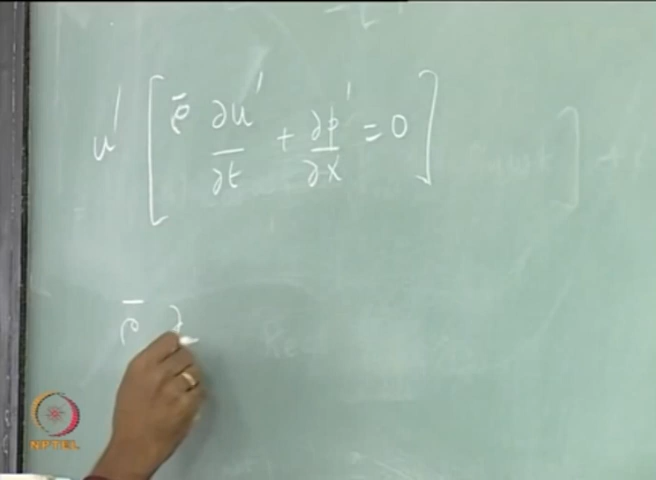 u' [ ρ̄ ∂u'/∂t + ∂p'/∂x = 0 ]
ρ̄ ∂
NPTEL